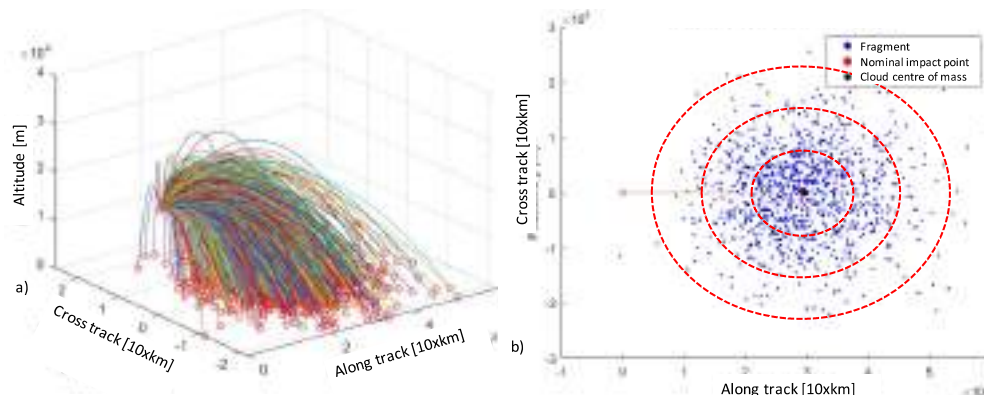 ×10⁴
4
3
2
1
0
Altitude [m]
a)
2
1
0
-1
-2
Cross track [10xkm]
0
2
4
Along track [10xkm]
3
2
1
0
-1
-2
-3
Cross track [10xkm]
b)
Fragment
Nominal impact point
Cloud centre of mass
-1
0
1
2
3
4
5
Along track [10xkm]